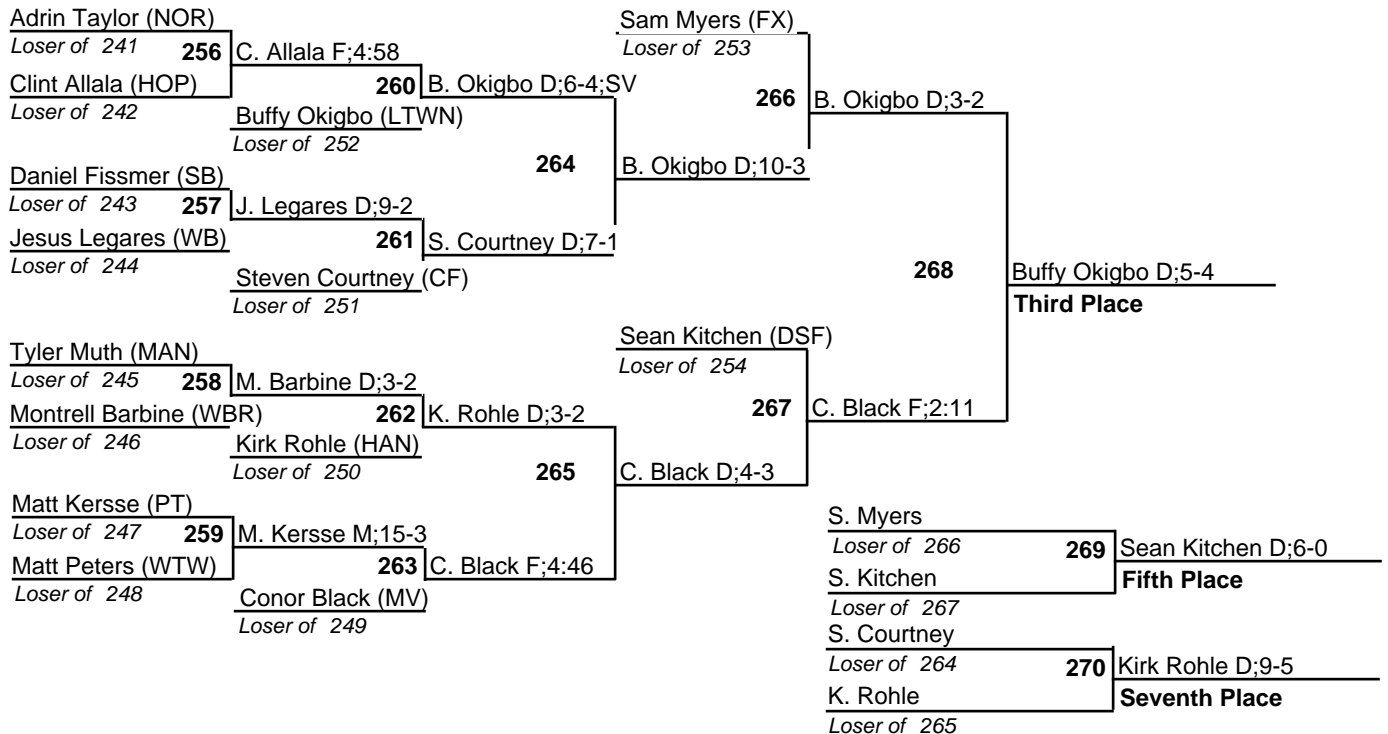 Adrin Taylor (NOR)
Loser of 241
256
C. Allala F;4:58
Clint Allala (HOP)
Loser of 242
260
B. Okigbo D;6-4;SV
Buffy Okigbo (LTWN)
Loser of 252
264
Daniel Fissmer (SB)
Loser of 243
257
J. Legares D;9-2
Jesus Legares (WB)
Loser of 244
261
S. Courtney D;7-1
Steven Courtney (CF)
Loser of 251
Sam Myers (FX)
Loser of 253
266
B. Okigbo D;3-2
B. Okigbo D;10-3
268
Buffy Okigbo D;5-4
Third Place
Tyler Muth (MAN)
Loser of 245
258
M. Barbine D;3-2
Montrell Barbine (WBR)
Loser of 246
262
K. Rohle D;3-2
Kirk Rohle (HAN)
Loser of 250
265
Matt Kersse (PT)
Loser of 247
259
M. Kersse M;15-3
Matt Peters (WTW)
Loser of 248
263
C. Black F;4:46
Conor Black (MV)
Loser of 249
Sean Kitchen (DSF)
Loser of 254
267
C. Black F;2:11
C. Black D;4-3
S. Myers
Loser of 266
269
Sean Kitchen D;6-0
S. Kitchen
Fifth Place
Loser of 267
S. Courtney
Loser of 264
270
Kirk Rohle D;9-5
K. Rohle
Seventh Place
Loser of 265